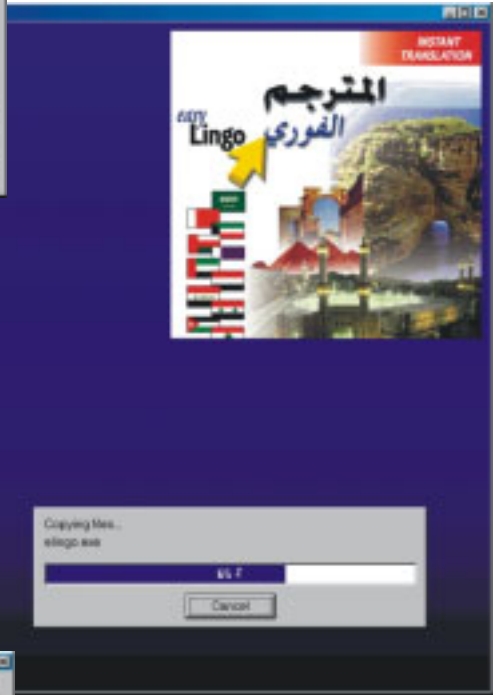 INSTANT
TRANSLATION
المترجم
الفوري
easy
Lingo
Copying files...
elingo.exe
Cancel